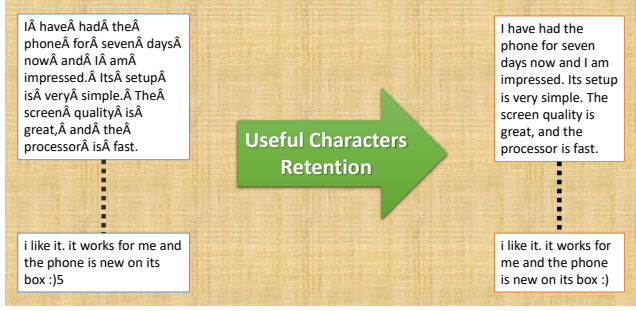 IÂ haveÂ hadÂ theÂ
phoneÂ forÂ sevenÂ daysÂ
nowÂ andÂ IÂ amÂ
impressed.Â ItsÂ setupÂ
isÂ veryÂ simple.Â TheÂ
screenÂ qualityÂ isÂ
great,Â andÂ theÂ
processorÂ isÂ fast.
i like it. it works for me and
the phone is new on its
box :)5
Useful Characters
Retention
I have had the
phone for seven
days now and I am
impressed. Its setup
is very simple. The
screen quality is
great, and the
processor is fast.
i like it. it works for
me and the phone
is new on its box :)